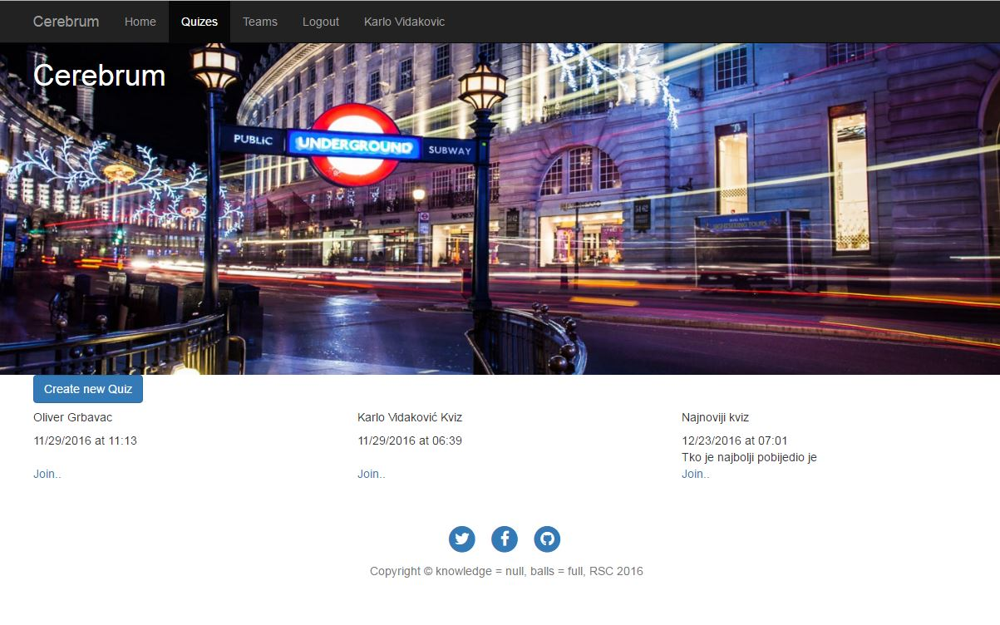 Cerebrum Home Quizes Teams Logout Karlo Vidakovic
Cerebrum
PUBLiC UNDERGROUND SUBWAY
SIGHTSEEING TOURS
Create new Quiz
Oliver Grbavac
11/29/2016 at 11:13
Join..
Karlo Vidaković Kviz
11/29/2016 at 06:39
Join..
Najnoviji kviz
12/23/2016 at 07:01
Tko je najbolji pobijedio je
Join..
Copyright © knowledge = null, balls = full, RSC 2016